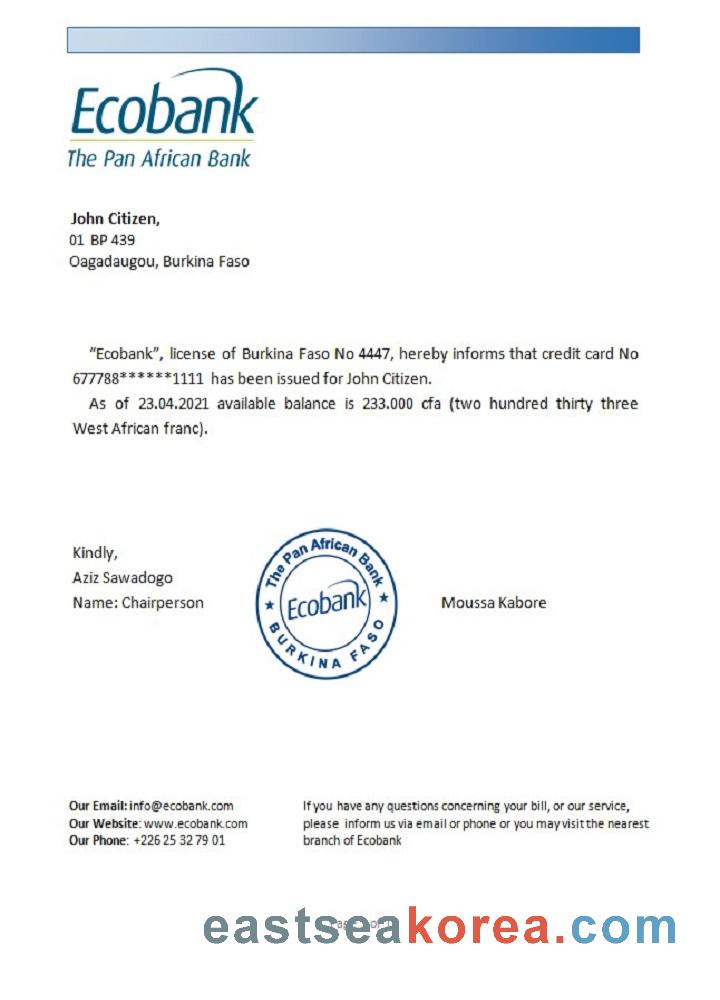 Ecobank
The Pan African Bank
John Citizen,
01 BP 439
Oagadaugou, Burkina Faso
"Ecobank", license of Burkina Faso No 4447, hereby informs that credit card No
677788******1111 has been issued for John Citizen.
As of 23.04.2021 available balance is 233.000 cfa (two hundred thirty three
West African franc).
Kindly,
Aziz Sawadogo
Name: Chairperson
The Pan African Bank
Ecobank
BURKINA FASO
Moussa Kabore
Our Email: info@ecobank.com
Our Website: www.ecobank.com
Our Phone: +226 25 32 79 01
If you have any questions concerning your bill, or our service,
please inform us via email or phone or you may visit the nearest
branch of Ecobank
eastseakorea.com